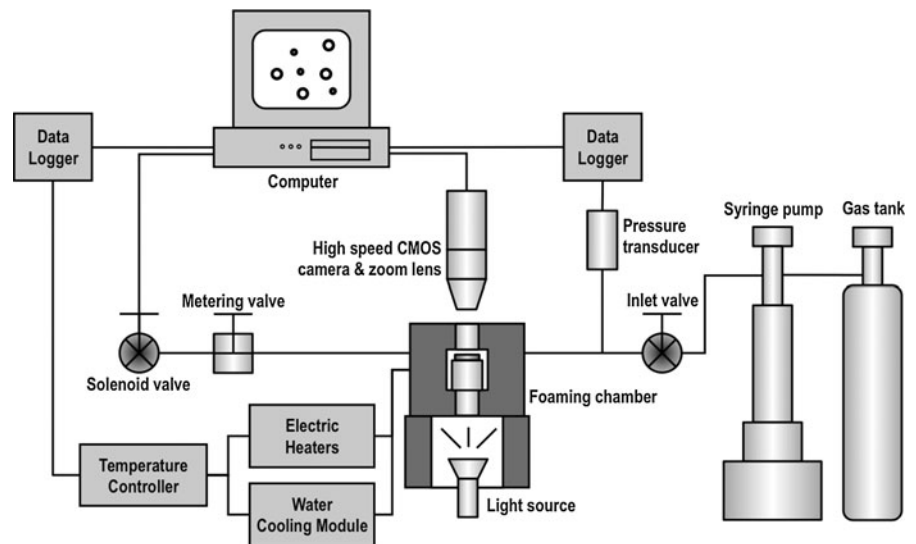 Data
Logger
Computer
Data
Logger
High speed CMOS
camera & zoom lens
Pressure
transducer
Syringe pump
Gas tank
Metering valve
Inlet valve
Solenoid valve
Foaming chamber
Electric
Heaters
Temperature
Controller
Water
Cooling Module
Light source